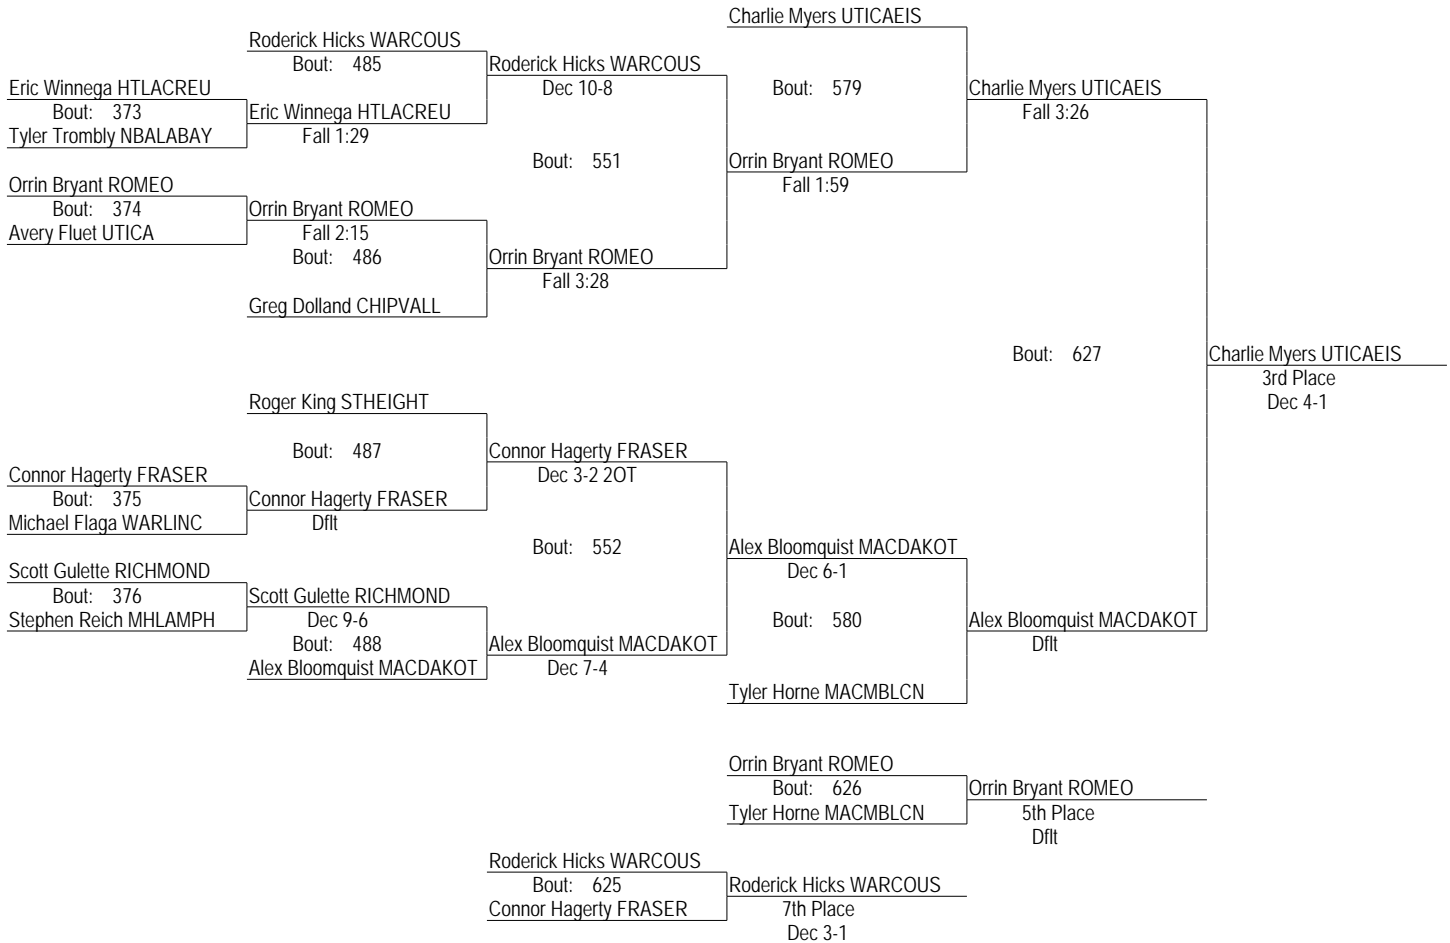 Charlie Myers UTICAEIS
Roderick Hicks WARCOUS
Bout: 485
Roderick Hicks WARCOUS
Dec 10-8
Bout: 579
Charlie Myers UTICAEIS
Fall 3:26
Eric Winnega HTLACREU
Bout: 373
Tyler Trombly NBALABAY
Eric Winnega HTLACREU
Fall 1:29
Bout: 551
Orrin Bryant ROMEO
Fall 1:59
Orrin Bryant ROMEO
Bout: 374
Avery Fluet UTICA
Orrin Bryant ROMEO
Fall 2:15
Bout: 486
Orrin Bryant ROMEO
Fall 3:28
Greg Dolland CHIPVALL
Bout: 627
Charlie Myers UTICAEIS
3rd Place
Dec 4-1
Roger King STHEIGHT
Bout: 487
Connor Hagerty FRASER
Dec 3-2 2OT
Connor Hagerty FRASER
Bout: 375
Michael Flaga WARLINC
Connor Hagerty FRASER
Dflt
Bout: 552
Alex Bloomquist MACDAKOT
Dec 6-1
Scott Gulette RICHMOND
Bout: 376
Stephen Reich MHLAMPH
Scott Gulette RICHMOND
Dec 9-6
Bout: 488
Alex Bloomquist MACDAKOT
Alex Bloomquist MACDAKOT
Dec 7-4
Bout: 580
Alex Bloomquist MACDAKOT
Dflt
Tyler Horne MACMBLCN
Orrin Bryant ROMEO
Bout: 626
Tyler Horne MACMBLCN
Orrin Bryant ROMEO
5th Place
Dflt
Roderick Hicks WARCOUS
Bout: 625
Connor Hagerty FRASER
Roderick Hicks WARCOUS
7th Place
Dec 3-1